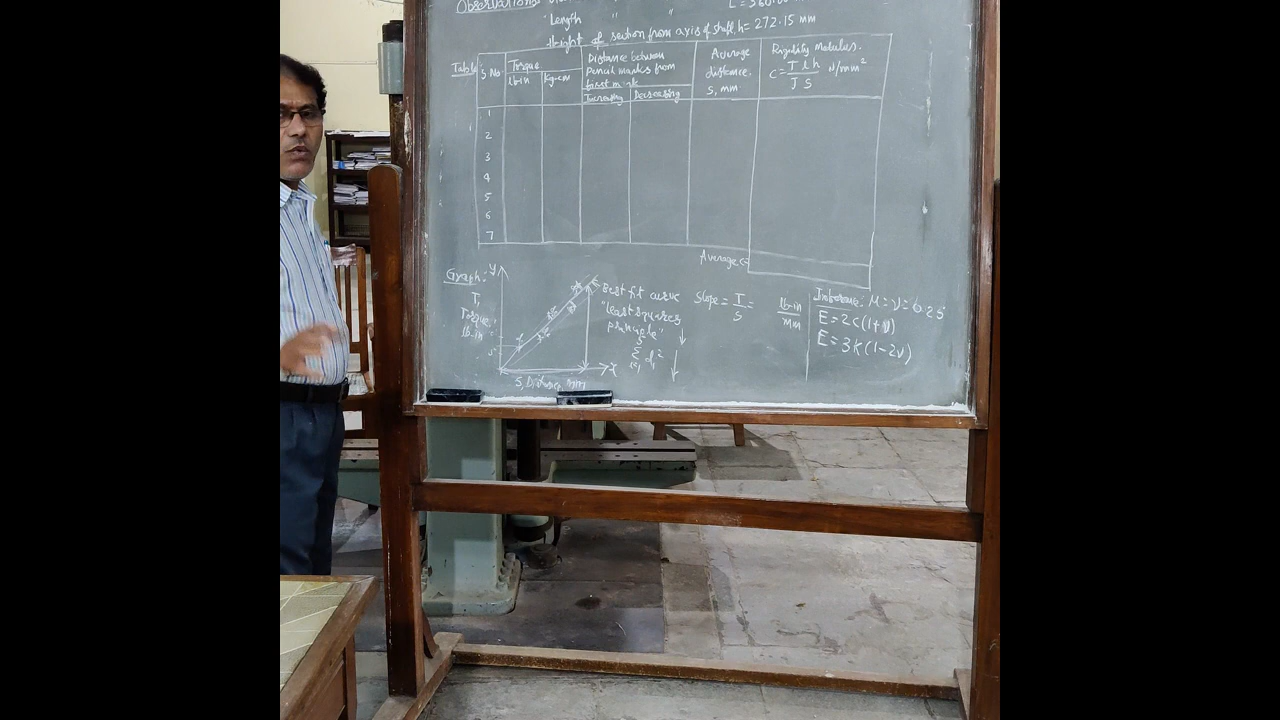 Observations
Length " "
Height of section from axis of shaft, h = 272.15 mm
Table
S No
Torque
lb-in
Kg-cm
Distance between
Pencil marks from
first mark
Increasing
Decreasing
Average
distance,
S, mm
Rigidity Modulus.
C = T l h / J S N/mm²
1
2
3
4
5
6
7
Average C=
Graph:
y
T,
Torque,
lb-in
x
S, Distance, mm
Best fit curve
"least squares
principle"
Slope = T/S = lb-in/mm
Inference: μ = ν = 0.25
E = 2C(1+ν)
E = 3K(1-2ν)